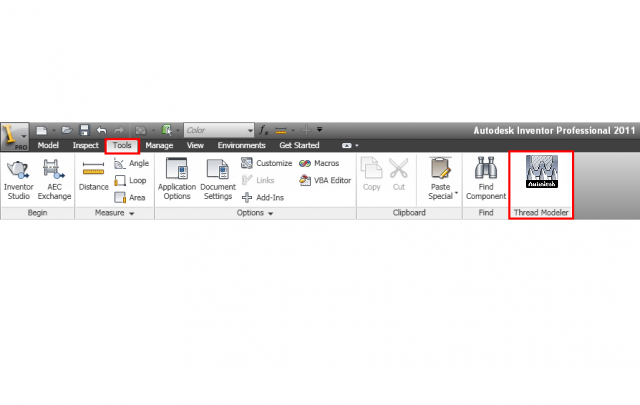 Color
Autodesk Inventor Professional 2011
PRO
Model Inspect Tools Manage View Environments Get Started
Inventor Studio
AEC Exchange
Begin
Distance
Angle
Loop
Area
Measure
Application Options
Document Settings
Customize
Links
Add-Ins
Macros
VBA Editor
Options
Copy
Cut
Paste Special
Clipboard
Find Component
Find
Thread Modeler